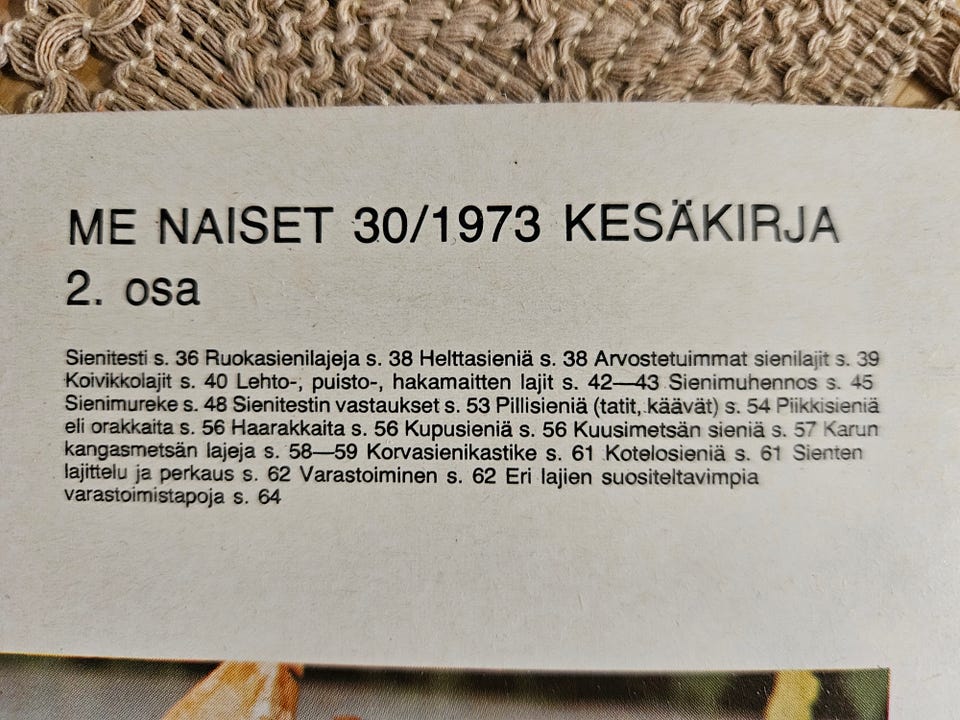 ME NAISET 30/1973 KESÄKIRJA
2. osa
Sienitesti s. 36 Ruokasienilajeja s. 38 Helttasieniä s. 38 Arvostetuimmat sienilajit s. 39
Koivikkolajit s. 40 Lehto-, puisto-, hakamaitten lajit s. 42—43 Sienimuhennos s. 45
Sienimureke s. 48 Sienitestin vastaukset s. 53 Pillisieniä (tatit, käävät) s. 54 Piikkisieniä
eli orakkaita s. 56 Haarakkaita s. 56 Kupusieniä s. 56 Kuusimetsän sieniä s. 57 Karun
kangasmetsän lajeja s. 58—59 Korvasienikastike s. 61 Kotelosieniä s. 61 Sienten
lajittelu ja perkaus s. 62 Varastoiminen s. 62 Eri lajien suositeltavimpia
varastoimistapoja s. 64